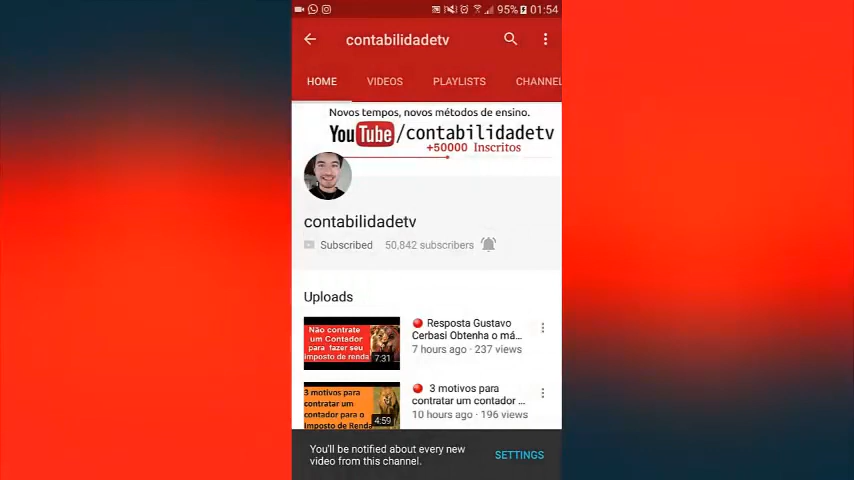 95% 01:54
contabilidadetv
HOME VIDEOS PLAYLISTS CHANNEL
Novos tempos, novos métodos de ensino.
YouTube/contabilidadetv
+50000 Inscritos
contabilidadetv
Subscribed 50,842 subscribers
Uploads
Não contrate
um Contador
para fazer seu
imposto de renda
7:31
Resposta Gustavo
Cerbasi Obtenha o má...
7 hours ago · 237 views
3 motivos para
contratar um
contador para o
Imposto de Renda
4:59
3 motivos para
contratar um contador ...
10 hours ago · 196 views
You'll be notified about every new
video from this channel.
SETTINGS